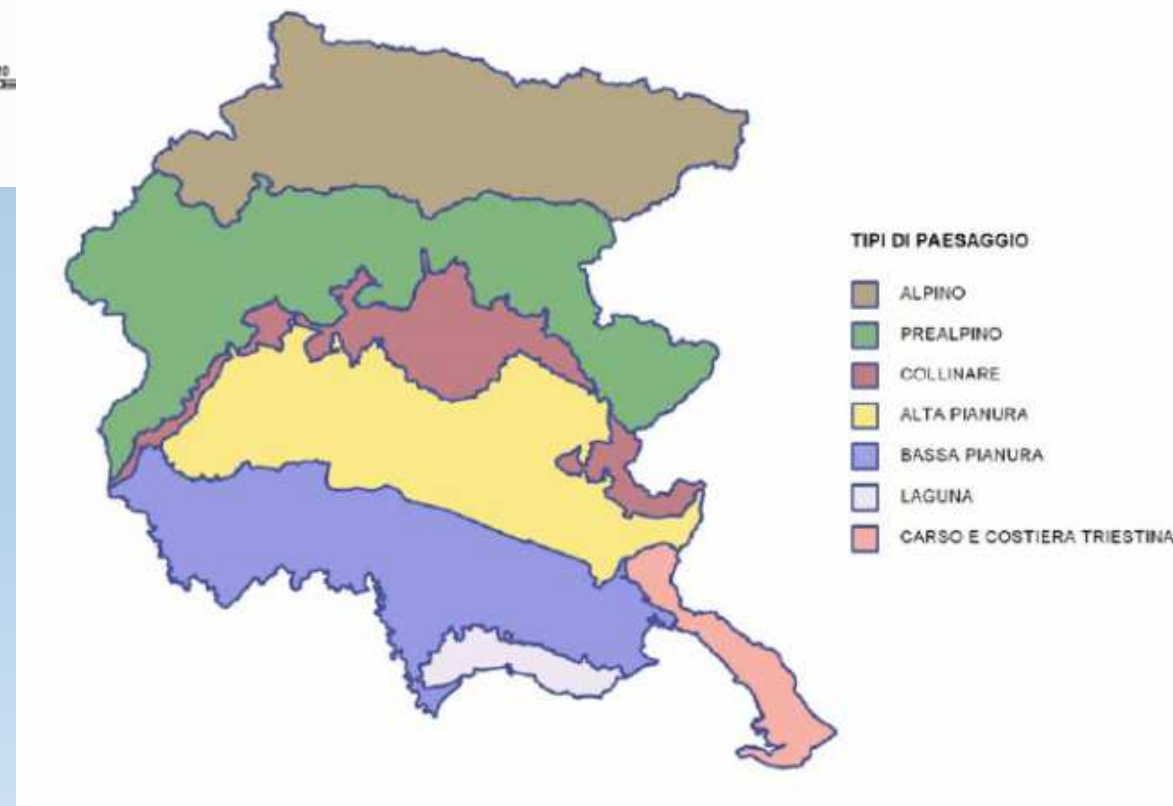 TIPI DI PAESAGGIO
ALPINO
PREALPINO
COLLINARE
ALTA PIANURA
BASSA PIANURA
LAGUNA
CARSO E COSTIERA TRIESTINA